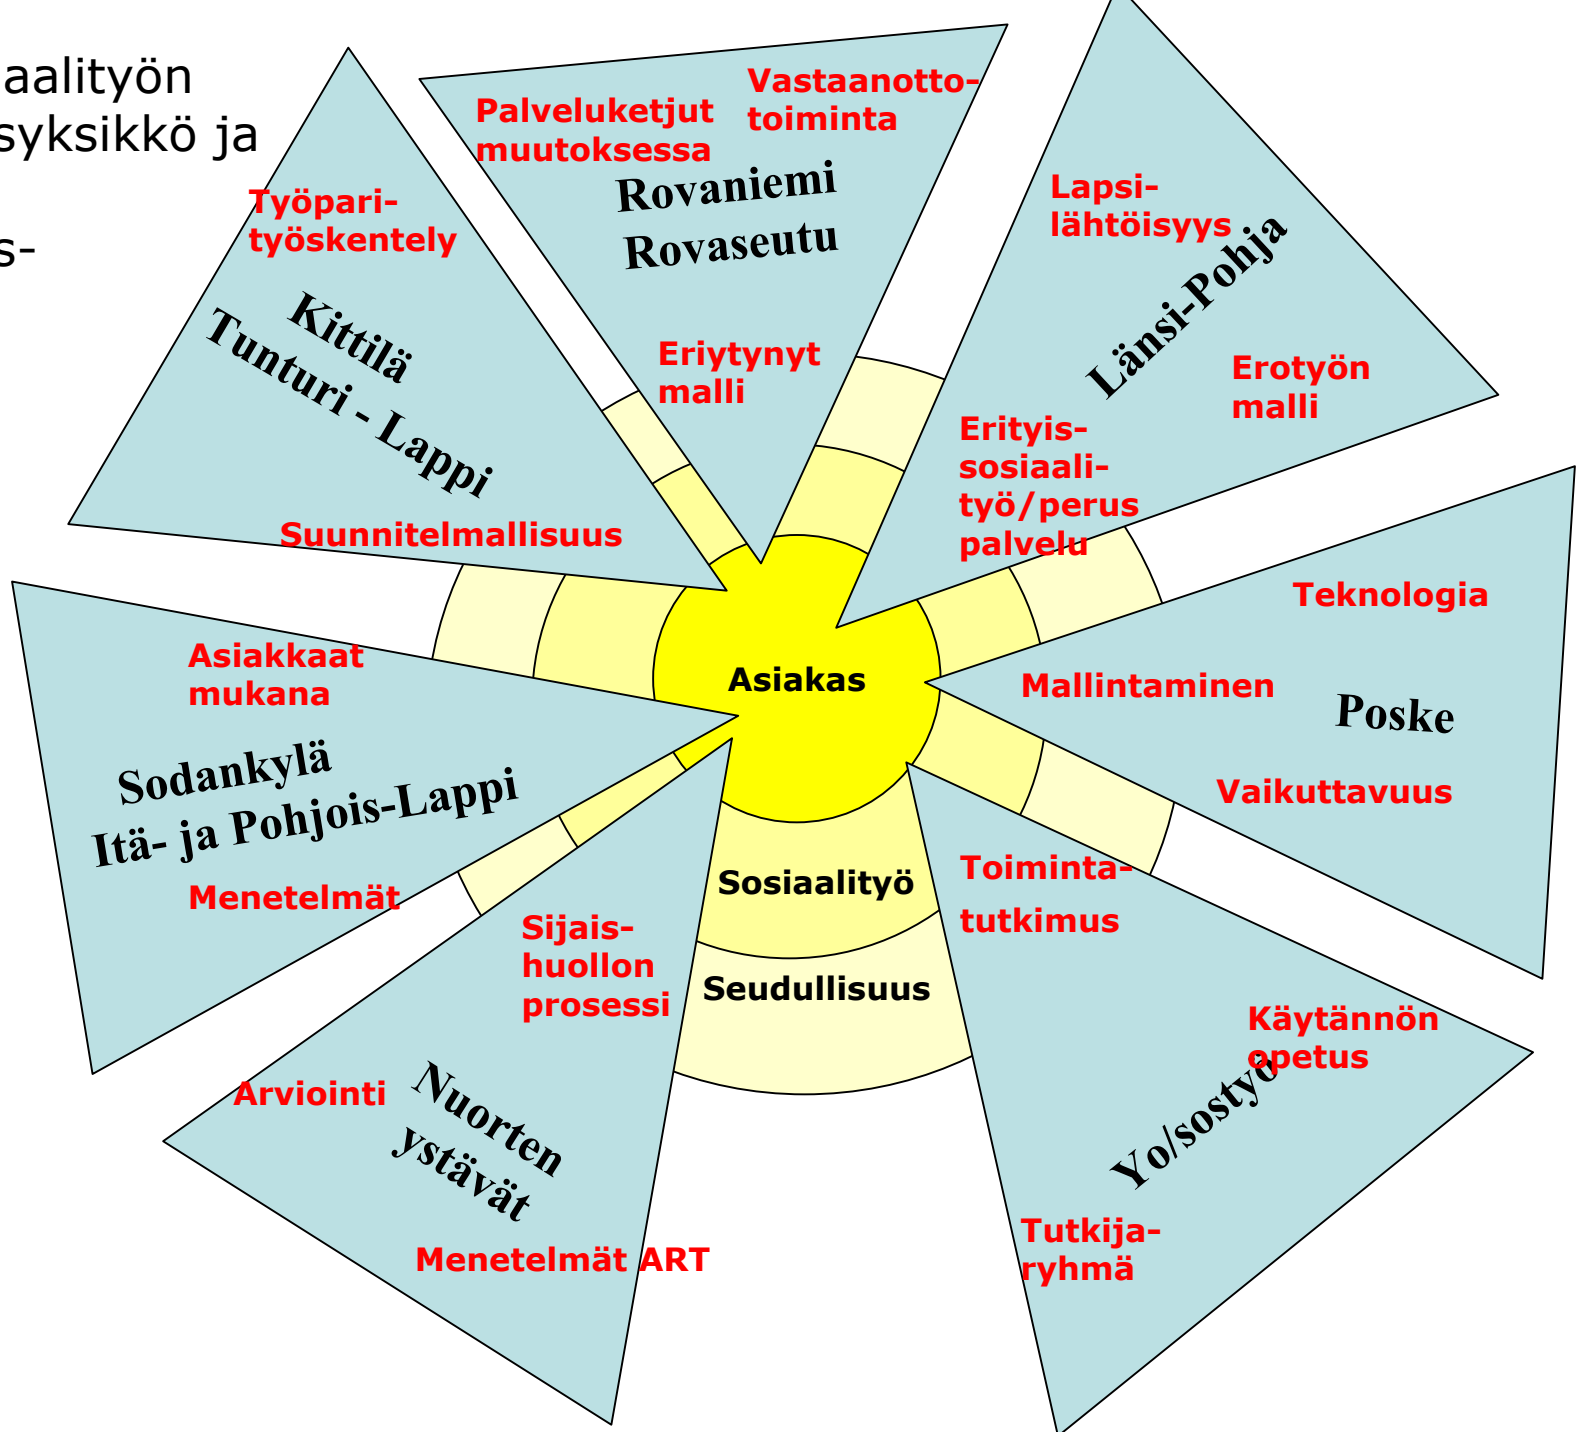 aalityön
syksikkö ja
s-
Työpari-
työskentely
Kittilä
Tunturi - Lappi
Suunnitelmallisuus
Palveluketjut
muutoksessa
Vastaanotto-
toiminta
Rovaniemi
Rovaseutu
Eriytynyt
malli
Lapsi-
lähtöisyys
Länsi-Pohja
Erotyön
malli
Erityis-
sosiaali-
työ/perus
palvelu
Teknologia
Mallintaminen
Poske
Vaikuttavuus
Asiakas
Sosiaalityö
Seudullisuus
Asiakkaat
mukana
Sodankylä
Itä- ja Pohjois-Lappi
Menetelmät
Sijais-
huollon
prosessi
Arviointi
Nuorten
ystävät
Menetelmät ART
Toiminta-
tutkimus
Käytännön
opetus
Yo/sostyö
Tutkija-
ryhmä